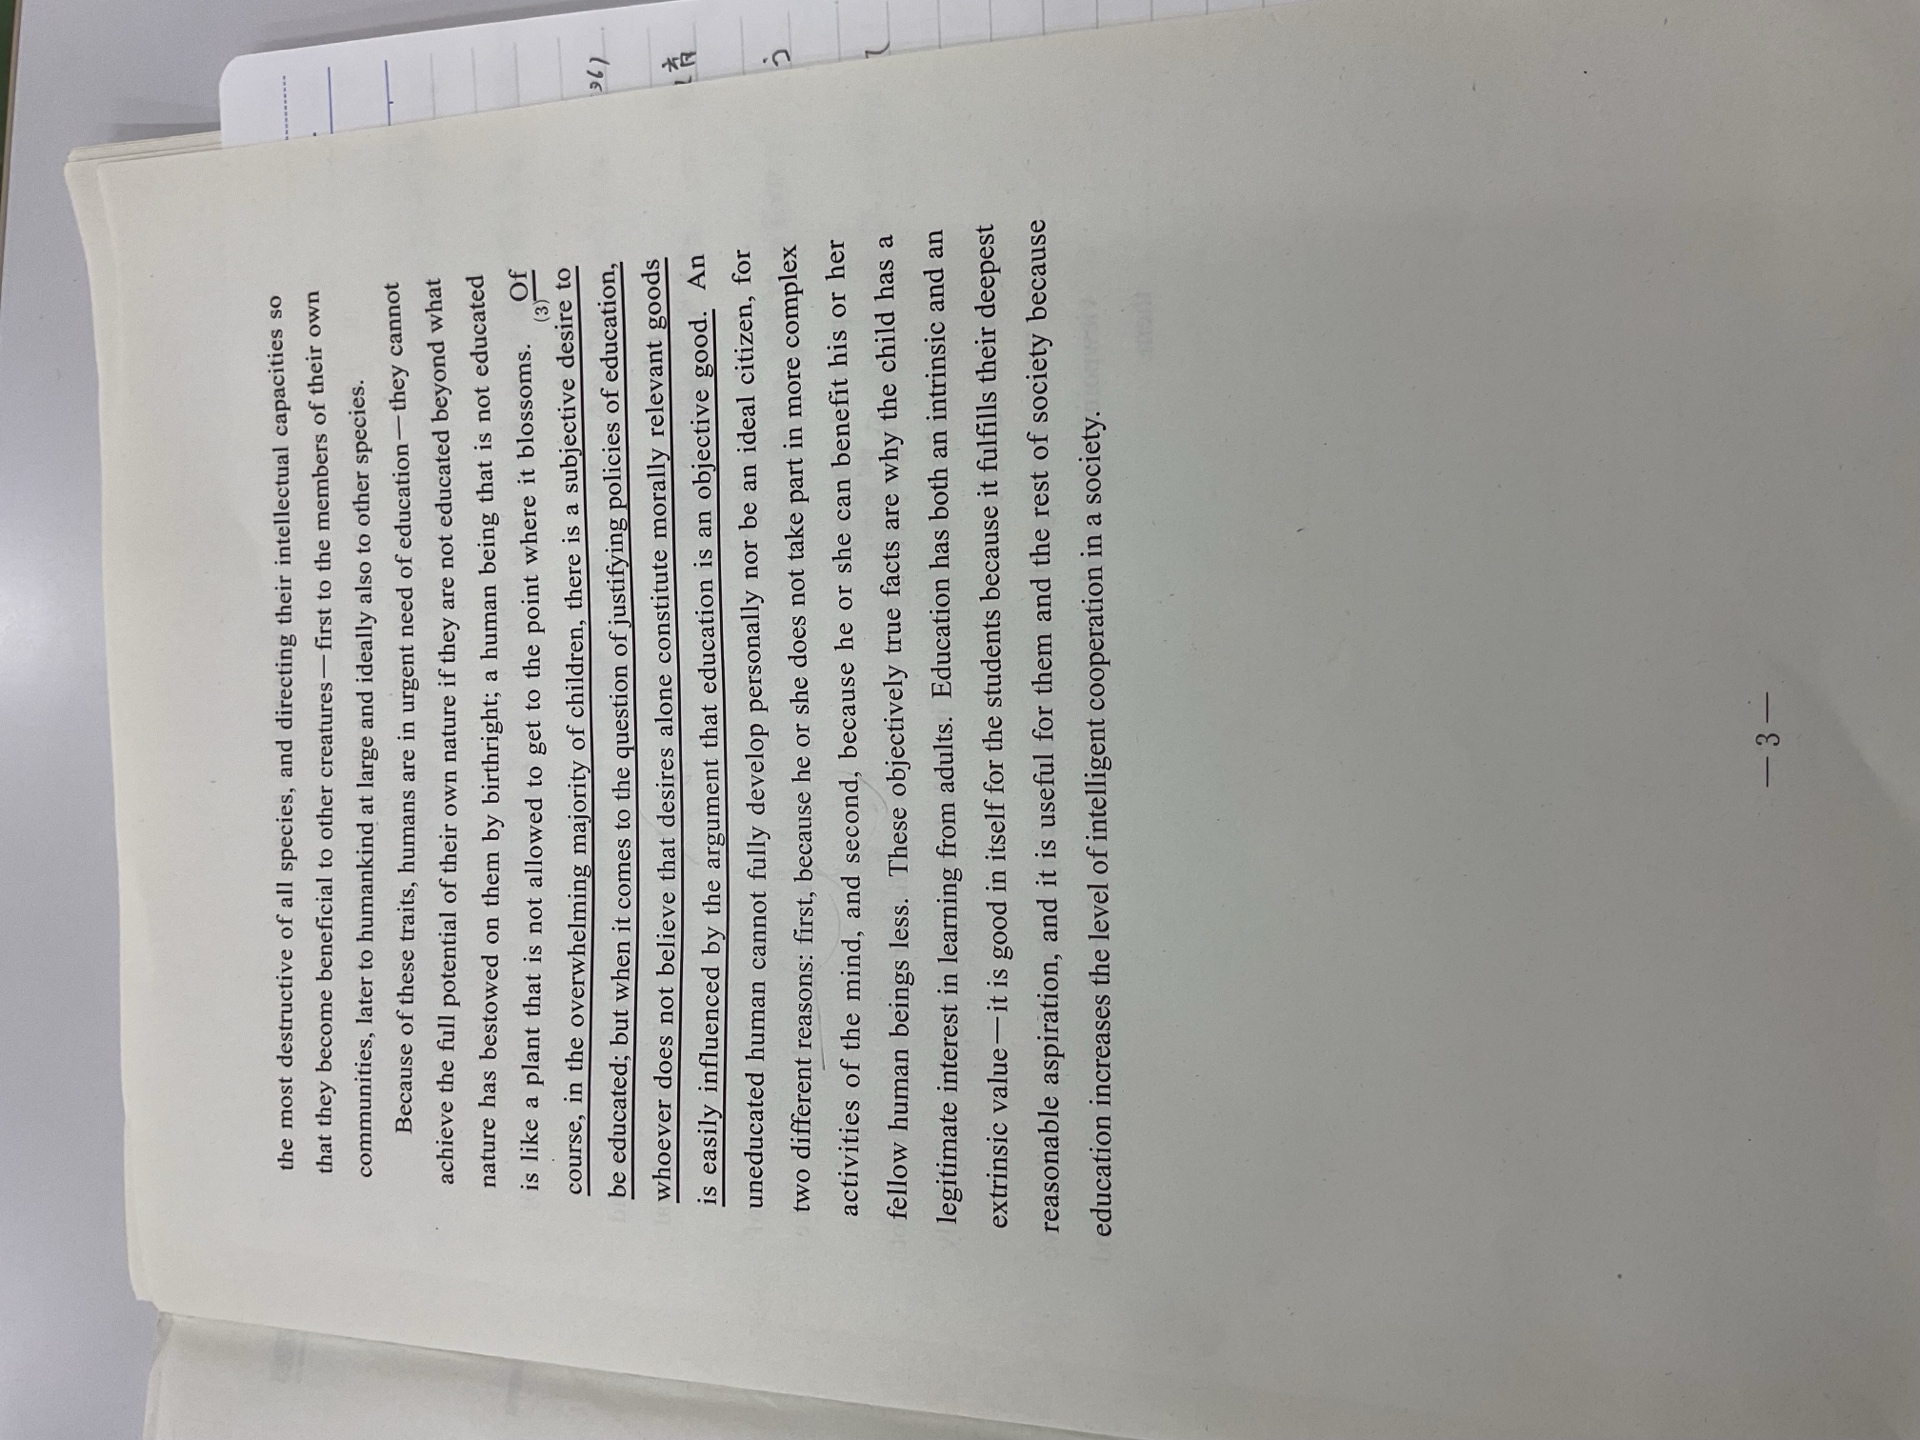 the most destructive of all species, and directing their intellectual capacities so
that they become beneficial to other creatures—first to the members of their own
communities, later to humankind at large and ideally also to other species.
Because of these traits, humans are in urgent need of education—they cannot
achieve the full potential of their own nature if they are not educated beyond what
nature has bestowed on them by birthright; a human being that is not educated
is like a plant that is not allowed to get to the point where it blossoms. Of
(3)
course, in the overwhelming majority of children, there is a subjective desire to
be educated; but when it comes to the question of justifying policies of education,
whoever does not believe that desires alone constitute morally relevant goods
is easily influenced by the argument that education is an objective good. An
uneducated human cannot fully develop personally nor be an ideal citizen, for
two different reasons: first, because he or she does not take part in more complex
activities of the mind, and second, because he or she can benefit his or her
fellow human beings less. These objectively true facts are why the child has a
legitimate interest in learning from adults. Education has both an intrinsic and an
extrinsic value—it is good in itself for the students because it fulfills their deepest
reasonable aspiration, and it is useful for them and the rest of society because
education increases the level of intelligent cooperation in a society.
—3—